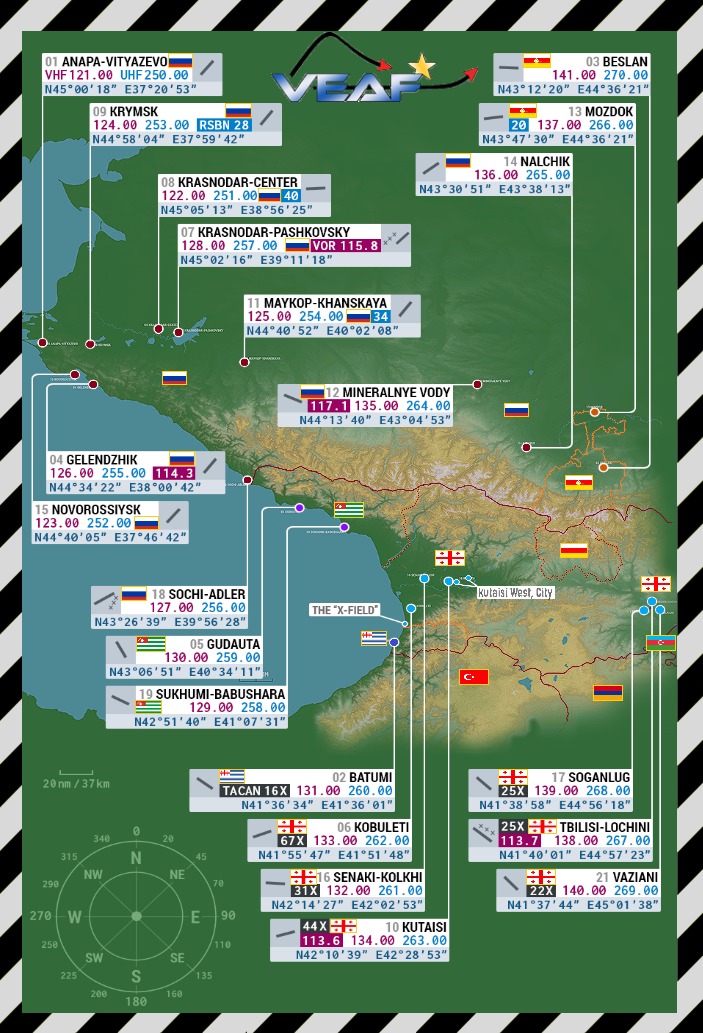 01 ANAPA-VITYAZEVO
VHF 121.00 UHF 250.00
N45°00'18" E37°20'53"
VEAF
03 BESLAN
141.00 270.00
N43°12'20" E44°36'21"
09 KRYMSK
124.00 253.00 RSBN 28
N44°58'04" E37°59'42"
13 MOZDOK
20 137.00 266.00
N43°47'30" E44°36'21"
14 NALCHIK
136.00 265.00
N43°30'51" E43°38'13"
08 KRASNODAR-CENTER
122.00 251.00 40
N45°05'13" E38°56'25"
07 KRASNODAR-PASHKOVSKY
128.00 257.00 VOR 115.8
N45°02'16" E39°11'18"
11 MAYKOP-KHANSKAYA
125.00 254.00 34
N44°40'52" E40°02'08"
12 MINERALNYE VODY
117.1 135.00 264.00
N44°13'40" E43°04'53"
04 GELENDZHIK
126.00 255.00 114.3
N44°34'22" E38°00'42"
15 NOVOROSSIYSK
123.00 252.00
N44°40'05" E37°46'42"
18 SOCHI-ADLER
127.00 256.00
N43°26'39" E39°56'28"
kutaisi West, City
THE "X-FIELD"
05 GUDAUTA
130.00 259.00
N43°06'51" E40°34'11"
19 SUKHUMI-BABUSHARA
129.00 258.00
N42°51'40" E41°07'31"
20nm/37km
02 BATUMI
TACAN 16X 131.00 260.00
N41°36'34" E41°36'01"
17 SOGANLUG
25X 139.00 268.00
N41°38'58" E44°56'18"
06 KOBULETI
67X 133.00 262.00
N41°55'47" E41°51'48"
25X TBILISI-LOCHINI
113.7 138.00 267.00
N41°40'01" E44°57'23"
16 SENAKI-KOLKHI
31X 132.00 261.00
N42°14'27" E42°02'53"
21 VAZIANI
22X 140.00 269.00
N41°37'44" E45°01'38"
44X 10 KUTAISI
113.6 134.00 263.00
N42°10'39" E42°28'53"
0
340 20
315 N 45
290 NW NE 70
270 W E 90
250 SW SE 110
225 S 135
200 160
180